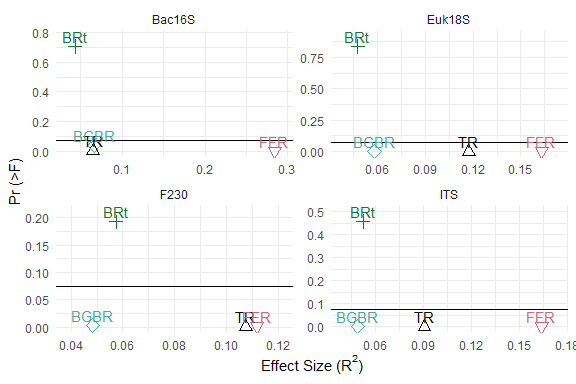 Bac16S Euk18S
0.8 BRt BRt
0.75
0.6
0.50
0.4
0.25
0.2 BGBR TR FER BGBR TR FER
0.0 0.00
0.1 0.2 0.3 0.06 0.09 0.12 0.15
Pr (>F)
F230 ITS
0.20 BRt 0.5 BRt
0.4
0.15
0.3
0.10
0.2
0.05 0.1
BGBR TR FER BGBR TR FER
0.00 0.0
0.04 0.06 0.08 0.10 0.12 0.06 0.09 0.12 0.15 0.18
Effect Size (R2)